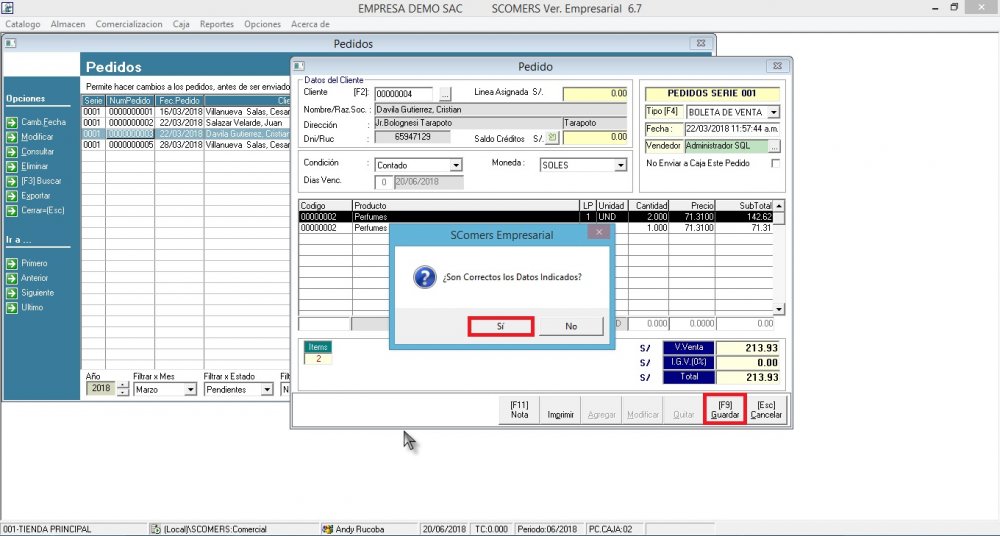 EMPRESA DEMO SAC SCOMERS Ver. Empresarial 6.7
Catalogo Almacen Comercialización Caja Reportes Opciones Acerca de
Pedidos
Pedidos
Permite hacer cambios a los pedidos, antes de ser enviado
Opciones
Camb.Fecha
Modificar
Consultar
Eliminar
[F3] Buscar
Exportar
Cerrar=(Esc)
Ir a ...
Primero
Anterior
Siguiente
Ultimo
Serie NumPedido Fec.Pedido Clie
0001 0000000001 16/03/2018 Villanueva Salas, Cesar
0001 0000000002 22/03/2018 Salazar Velarde, Juan
0001 0000000003 22/03/2018 Davila Gutierrez, Cristian
0001 0000000005 28/03/2018 Villanueva Salas, Cesar
Año Filtrar x Mes Filtrar x Estado Filt
2018 Marzo Pendientes N
Pedido
Datos del Cliente
Cliente [F2]: 00000004 ... Linea Asignada S/. 0.00
Nombre/Raz.Soc. : Davila Gutierrez, Cristian
Dirección : Jr.Bolognesi Tarapoto Tarapoto
Dni/Ruc : 65947129 Saldo Créditos S/. 0.00
Condición : Contado Moneda : SOLES
Dias Venc. 0 20/06/2018
PEDIDOS SERIE 001
Tipo [F4] BOLETA DE VENTA
Fecha : 22/03/2018 11:57:44 a.m.
Vendedor Administrador SQL ...
No Enviar a Caja Este Pedido
Codigo Producto LP Unidad Cantidad Precio SubTotal
00000002 Perfumes 1 UND 2.000 71.3100 142.62
00000002 Perfumes 1.000 71.3100 71.31
SComers Empresarial
¿Son Correctos los Datos Indicados?
Sí No
D 0.000 0.0000 0.00
Items
2
S/ V.Venta 213.93
S/ I.G.V.(0%) 0.00
S/ Total 213.93
[F11] Nota
Imprimir
Agregar
Modificar
Quitar
[F9] Guardar
[Esc] Cancelar
001-TIENDA PRINCIPAL (Local)\SCOMERS:Comercial Andy Rucoba 20/06/2018 TC:0.000 Periodo:06/2018 PC.CAJA:02